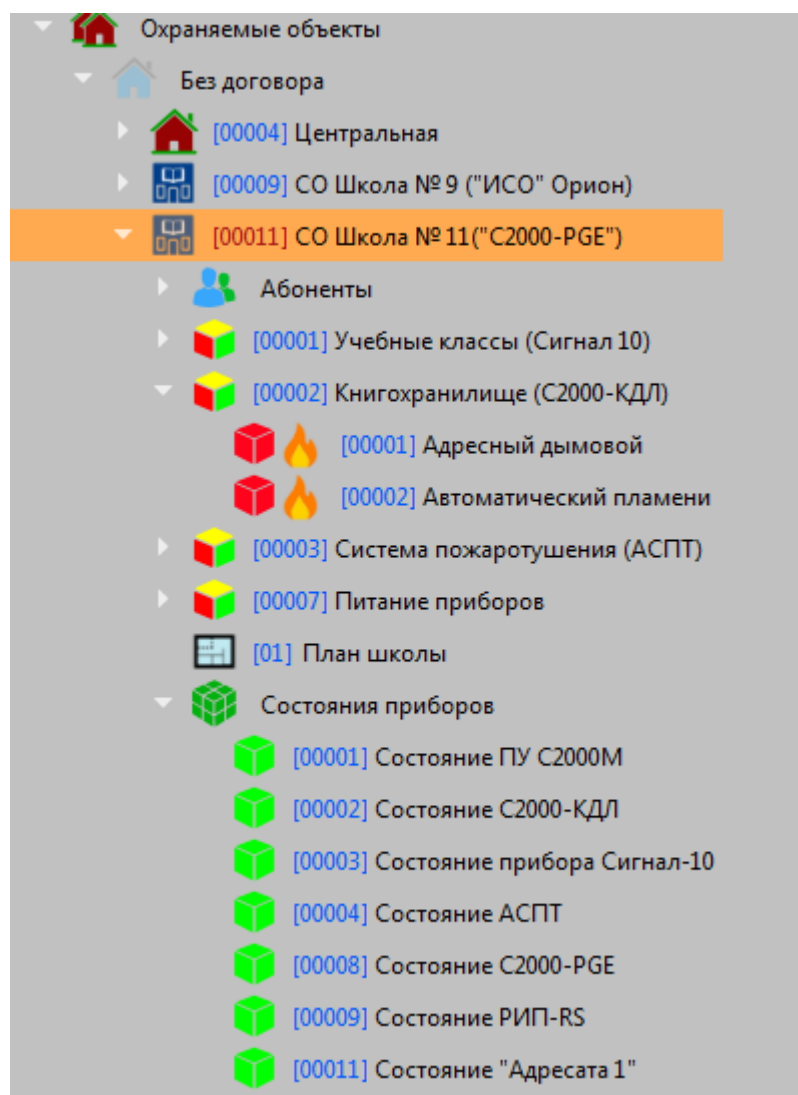 Охраняемые объекты
Без договора
[00004] Центральная
[00009] СО Школа № 9 ("ИСО" Орион)
[00011] СО Школа № 11("С2000-PGE")
Абоненты
[00001] Учебные классы (Сигнал 10)
[00002] Книгохранилище (С2000-КДЛ)
[00001] Адресный дымовой
[00002] Автоматический пламени
[00003] Система пожаротушения (АСПТ)
[00007] Питание приборов
[01] План школы
Состояния приборов
[00001] Состояние ПУ С2000М
[00002] Состояние С2000-КДЛ
[00003] Состояние прибора Сигнал-10
[00004] Состояние АСПТ
[00008] Состояние С2000-PGE
[00009] Состояние РИП-RS
[00011] Состояние "Адресата 1"